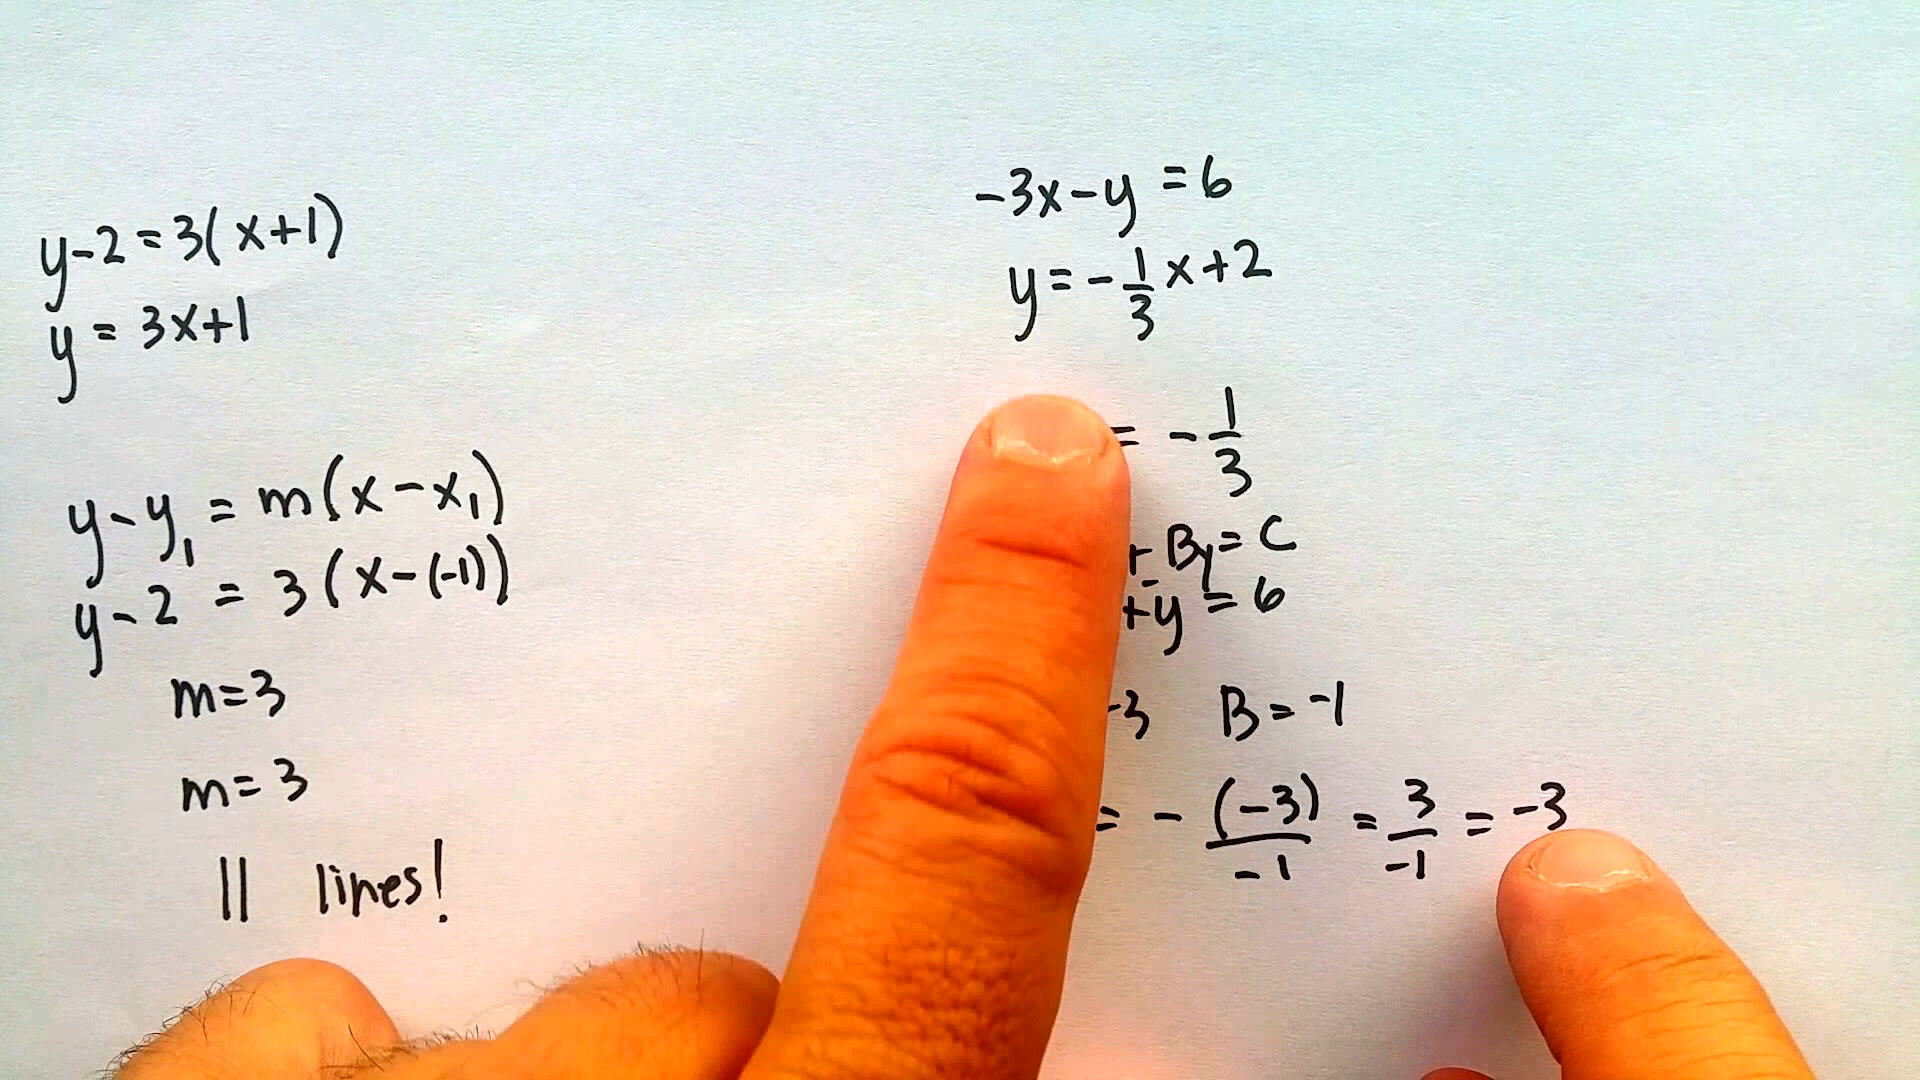 y-2=3(x+1)
y = 3x+1
y-y₁ = m(x-x₁)
y-2 = 3(x-(-1))
m=3
m=3
|| lines!
-3x-y=6
y=-1/3x+2
= -1/3
+ By = C
+-y = 6
-3 B=-1
= - (-3)/-1 = 3/-1 = -3